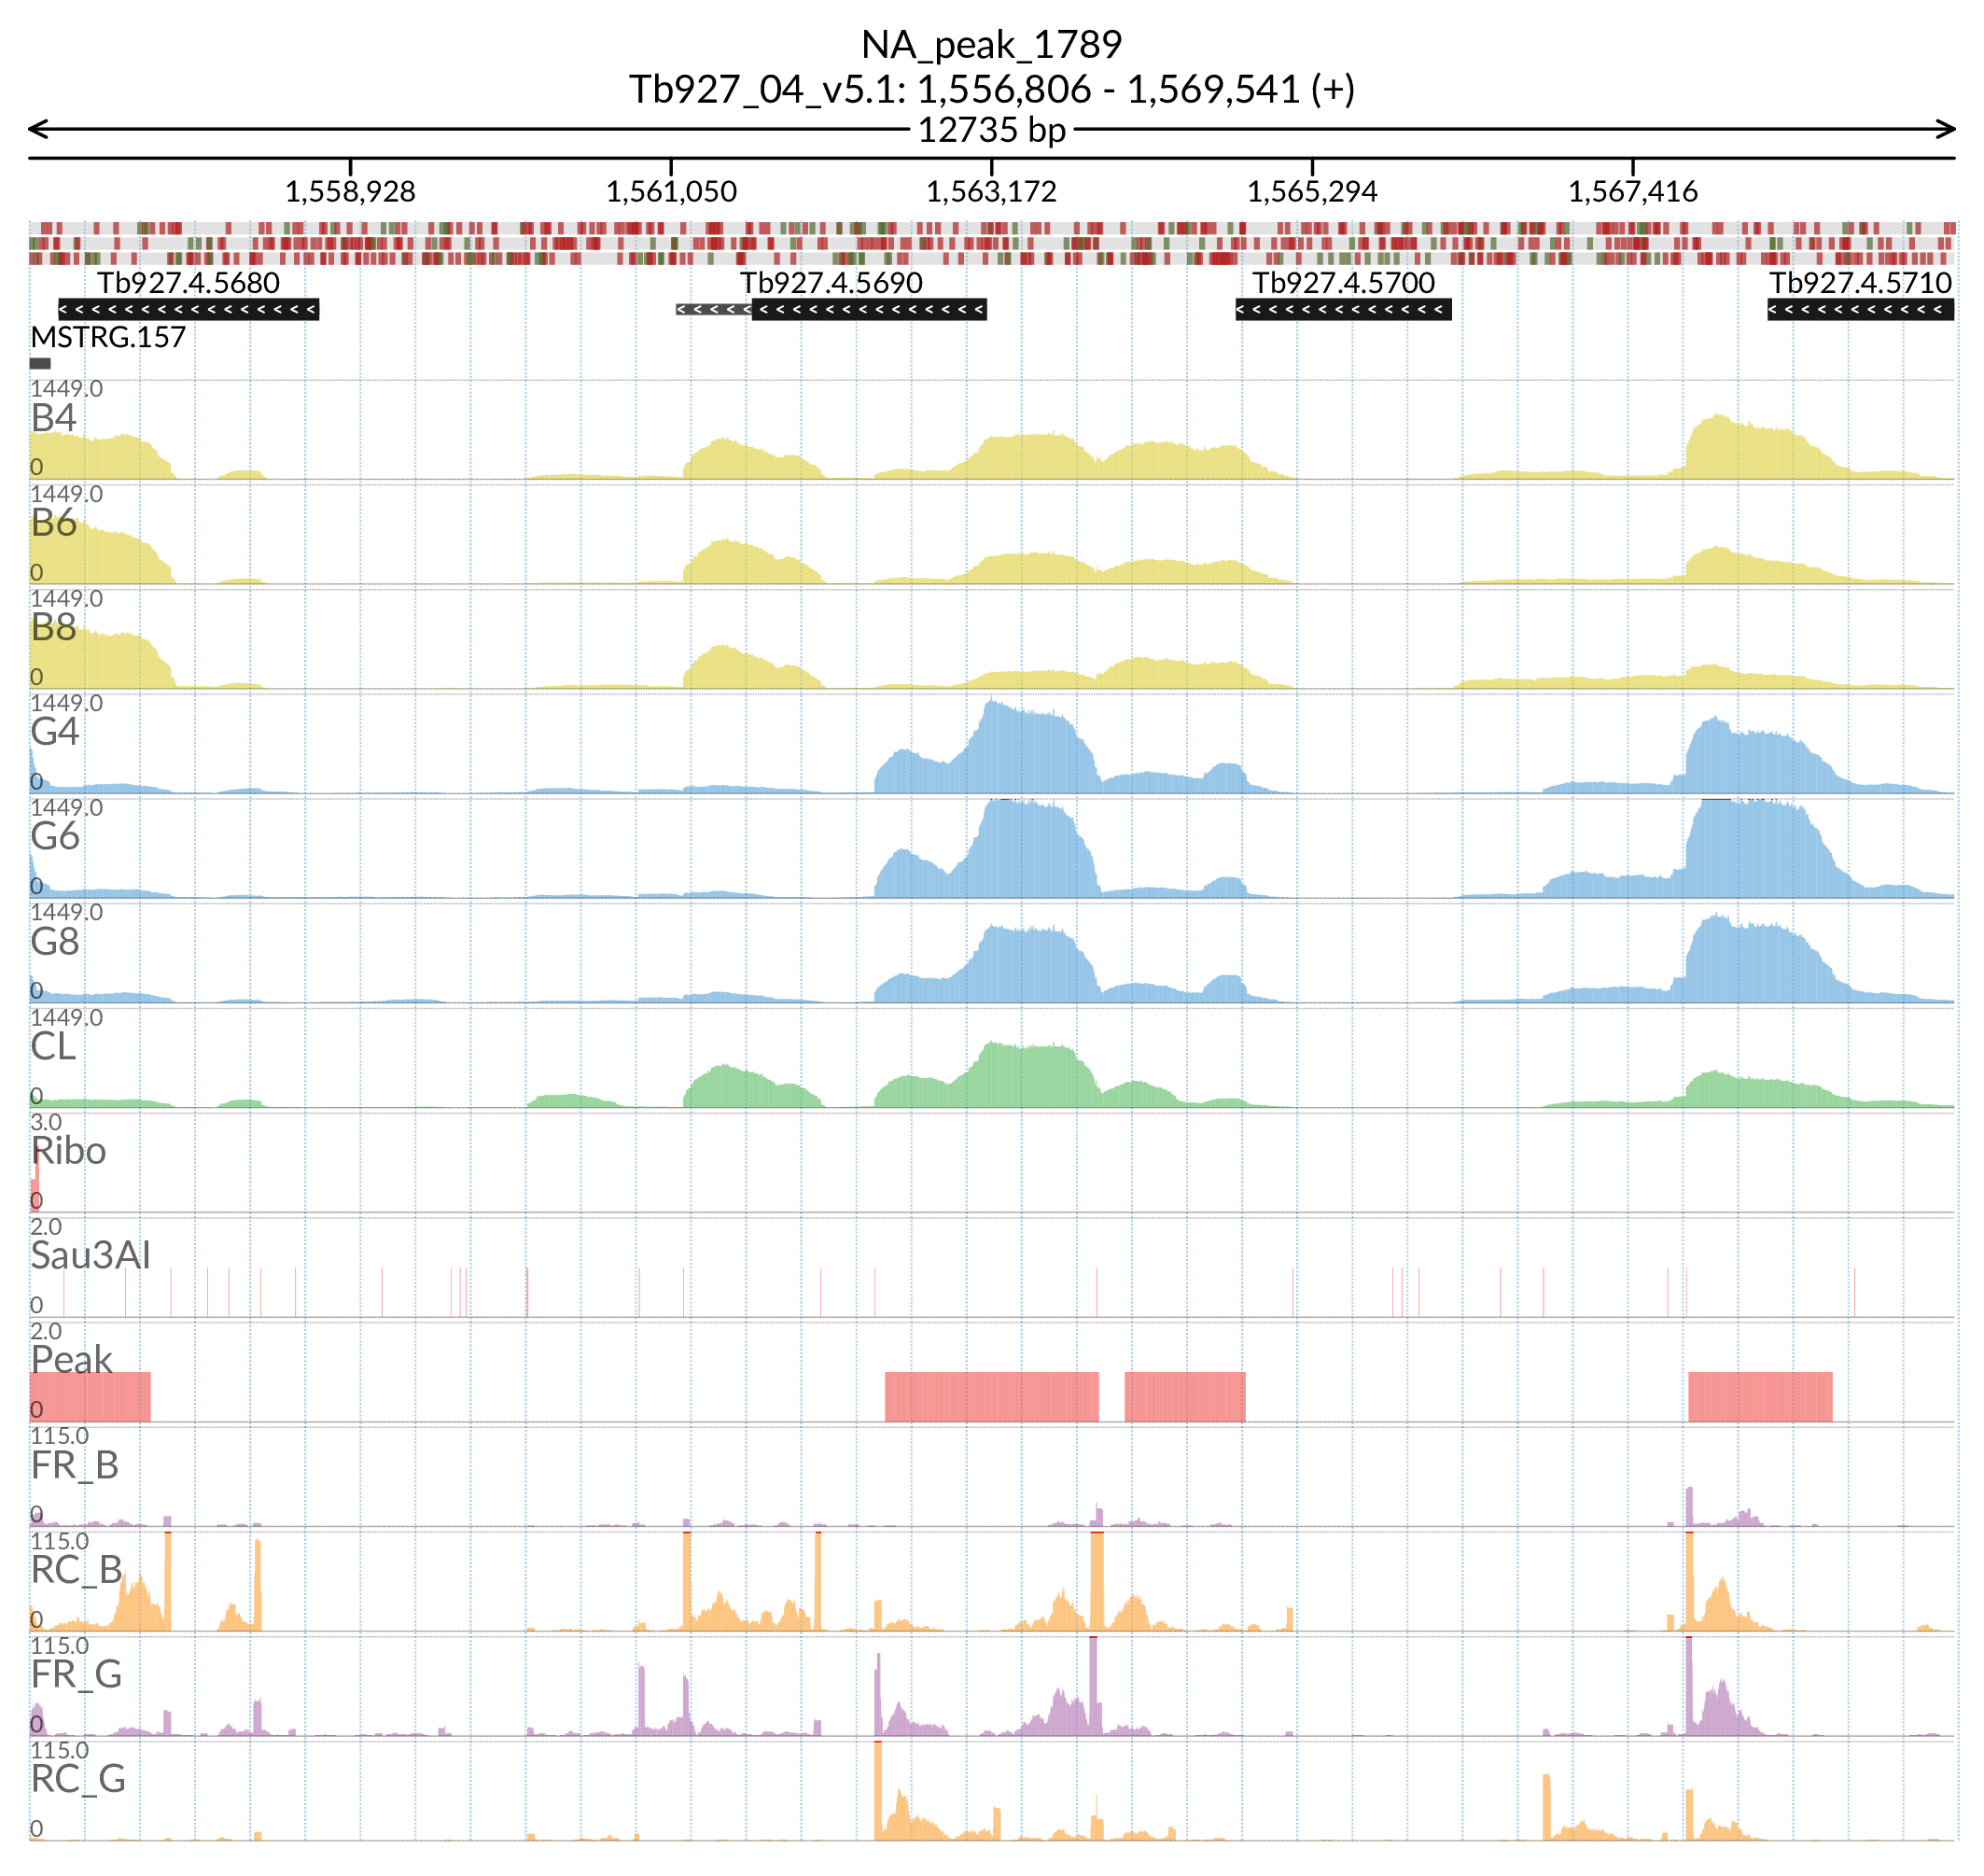 NA_peak_1789
Tb927_04_v5.1: 1,556,806 - 1,569,541 (+)
12735 bp
1,558,928 1,561,050 1,563,172 1,565,294 1,567,416
Tb927.4.5680 Tb927.4.5690 Tb927.4.5700 Tb927.4.5710
MSTRG.157
1449.0
B4
0
1449.0
B6
0
1449.0
B8
0
1449.0
G4
0
1449.0
G6
0
1449.0
G8
0
1449.0
CL
0
3.0
Ribo
0
2.0
Sau3AI
0
2.0
Peak
0
115.0
FR_B
0
115.0
RC_B
0
115.0
FR_G
0
115.0
RC_G
0